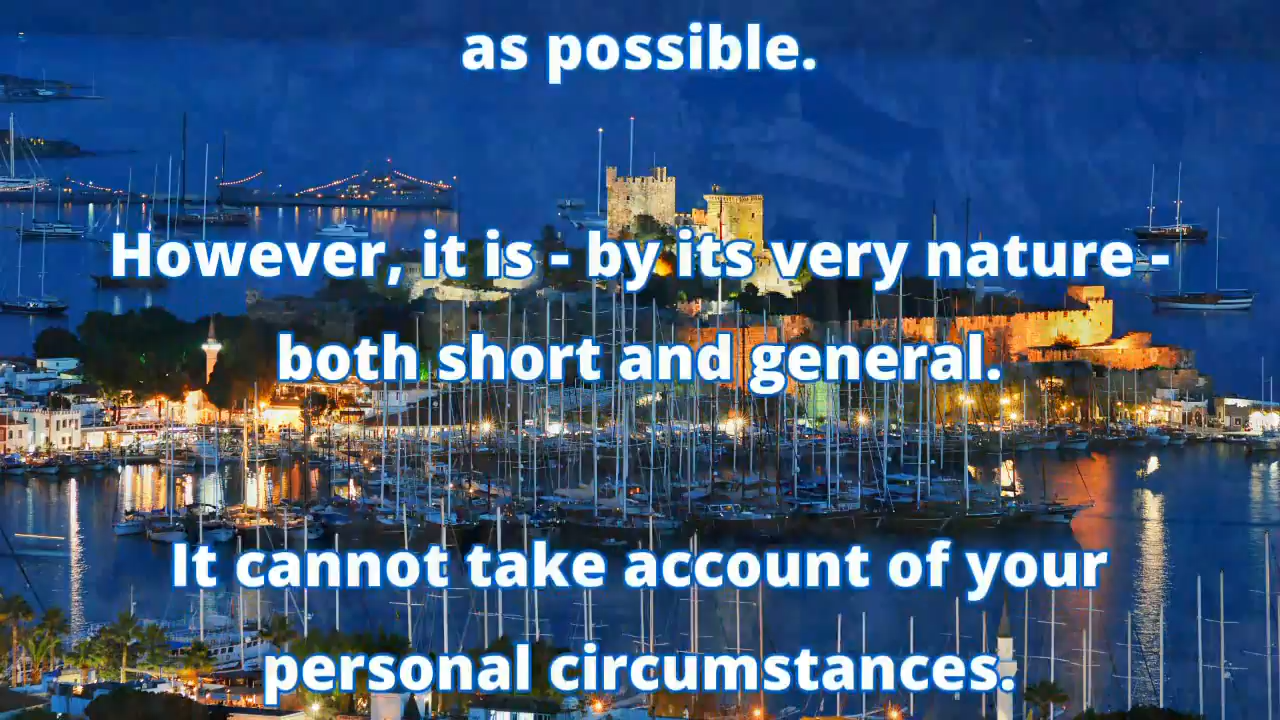 as possible.
However, it is - by its very nature -
both short and general.
It cannot take account of your
personal circumstances.